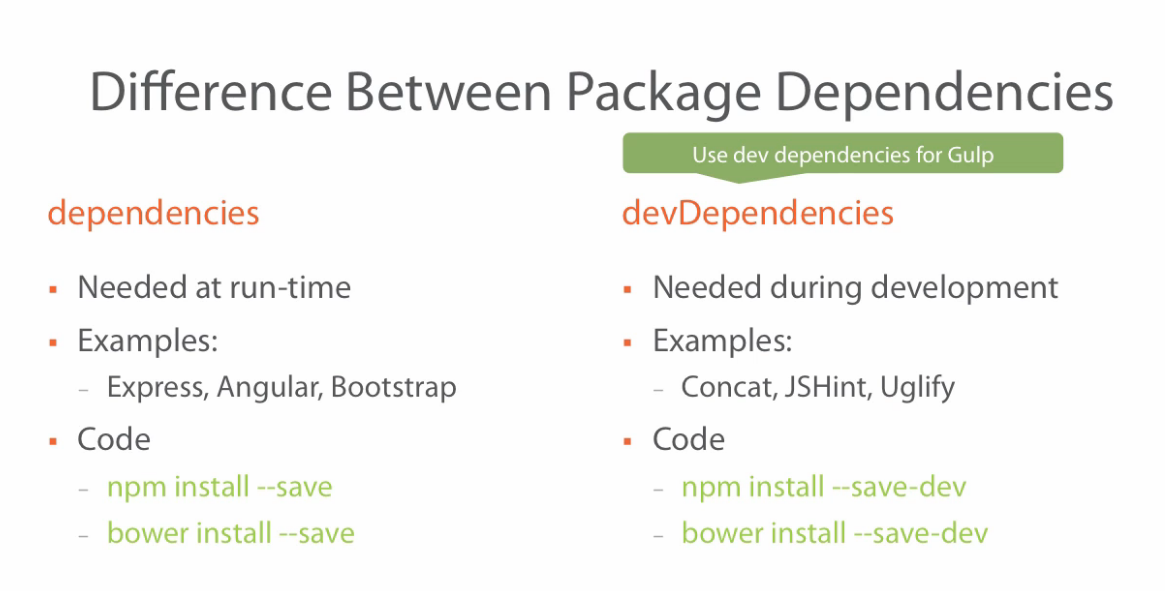 Difference Between Package Dependencies
Use dev dependencies for Gulp
dependencies
Needed at run-time
Examples:
Express, Angular, Bootstrap
Code
npm install --save
bower install --save
devDependencies
Needed during development
Examples:
Concat, JSHint, Uglify
Code
npm install --save-dev
bower install --save-dev